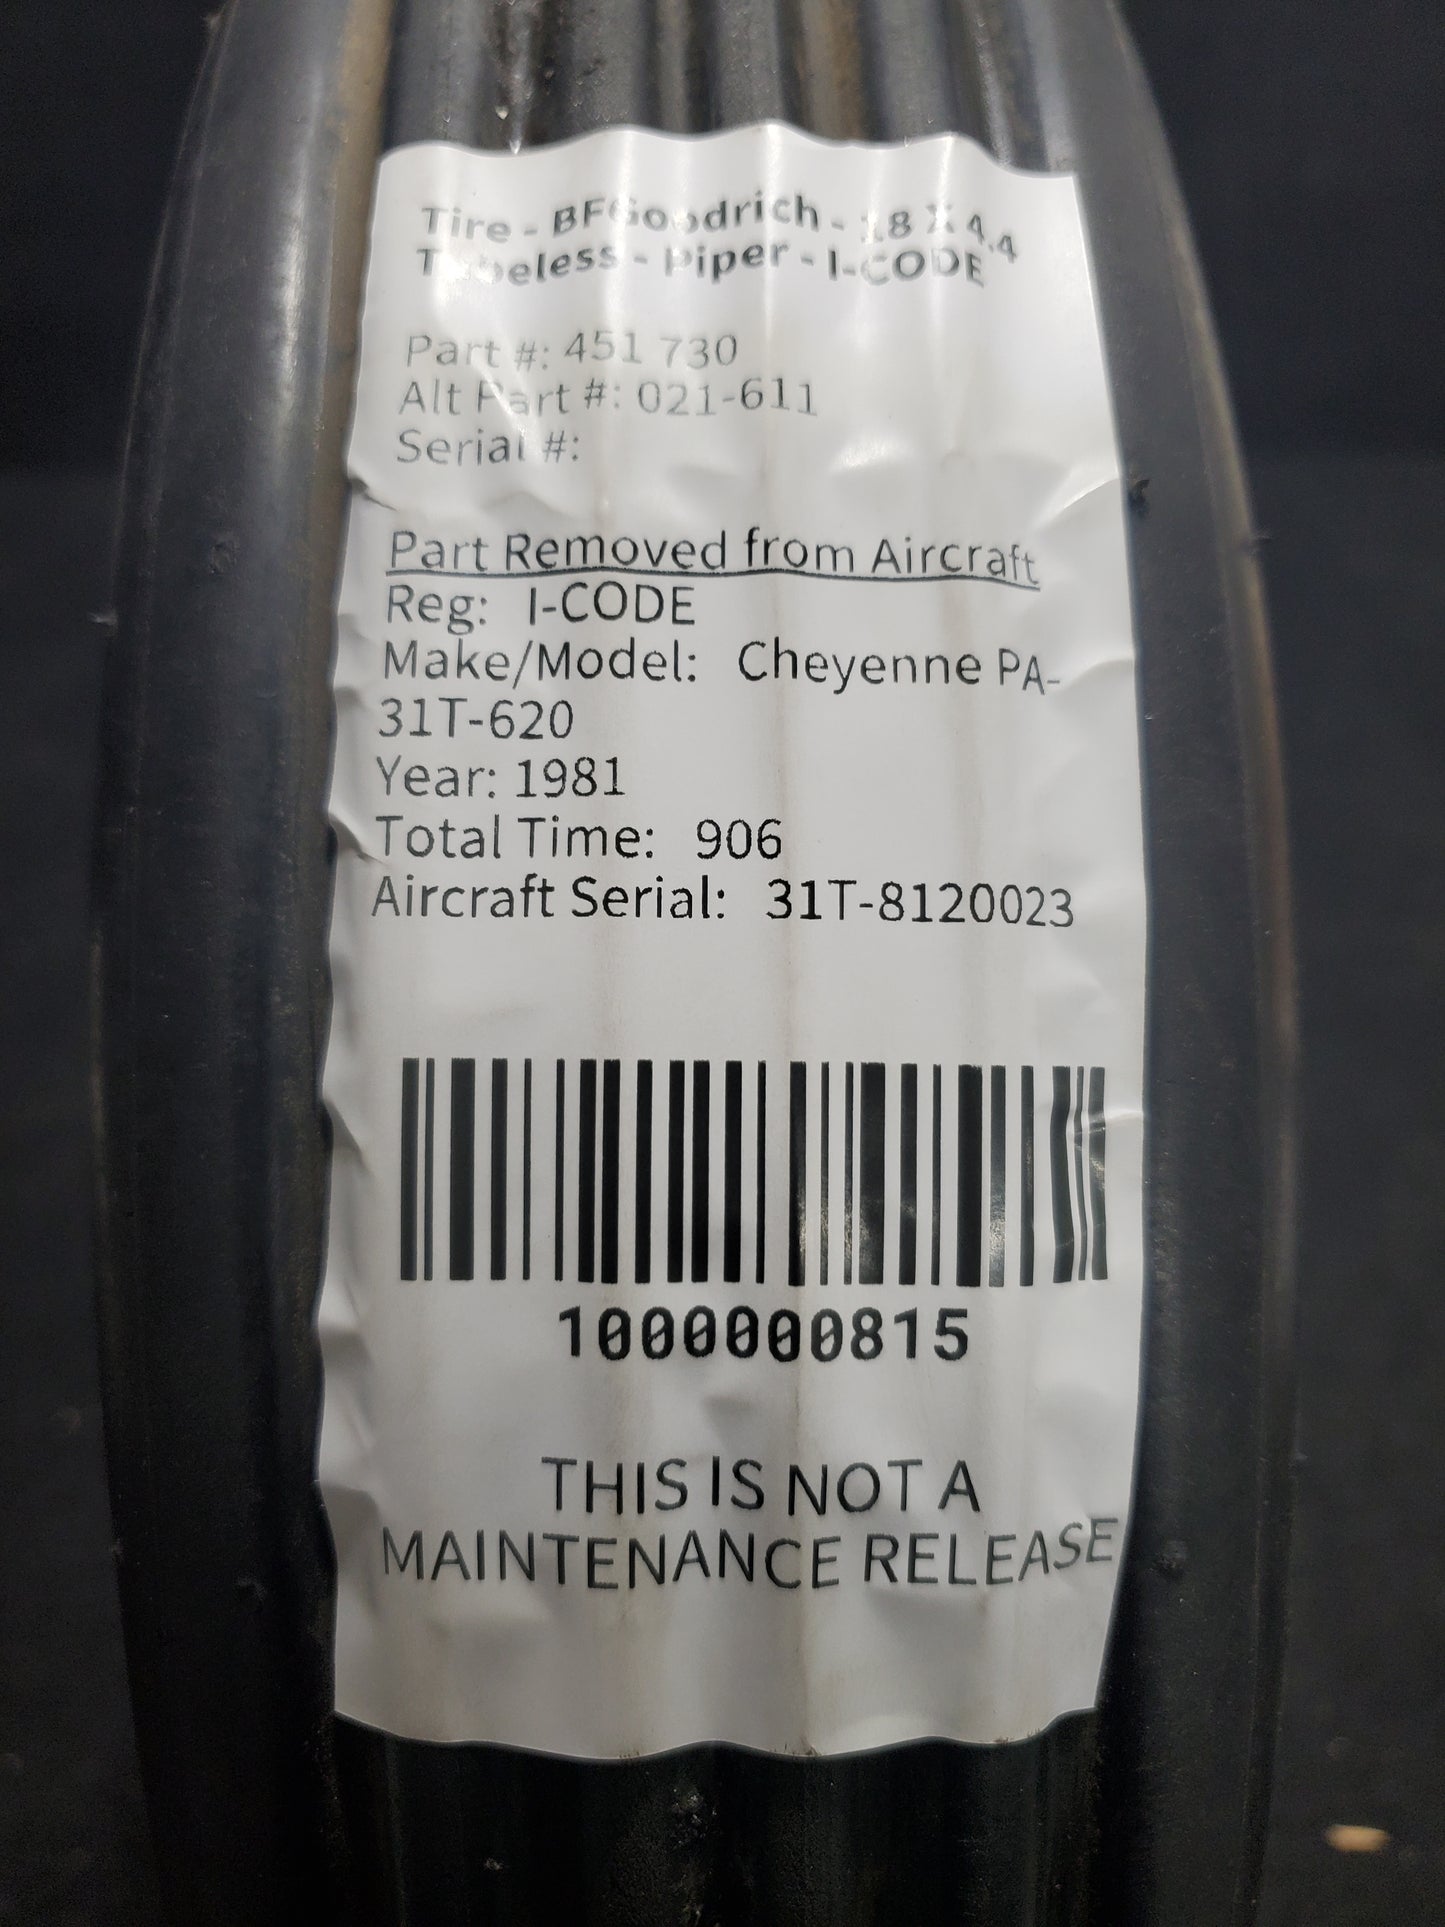 Tire - BFGoodrich - 18 X 4.4
Tubeless - Piper - I-CODE
Part #: 451 730
Alt Part #: 021-611
Serial #:
Part Removed from Aircraft
Reg: I-CODE
Make/Model: Cheyenne PA-
31T-620
Year: 1981
Total Time: 906
Aircraft Serial: 31T-8120023
1000000815
THIS IS NOT A
MAINTENANCE RELEASE